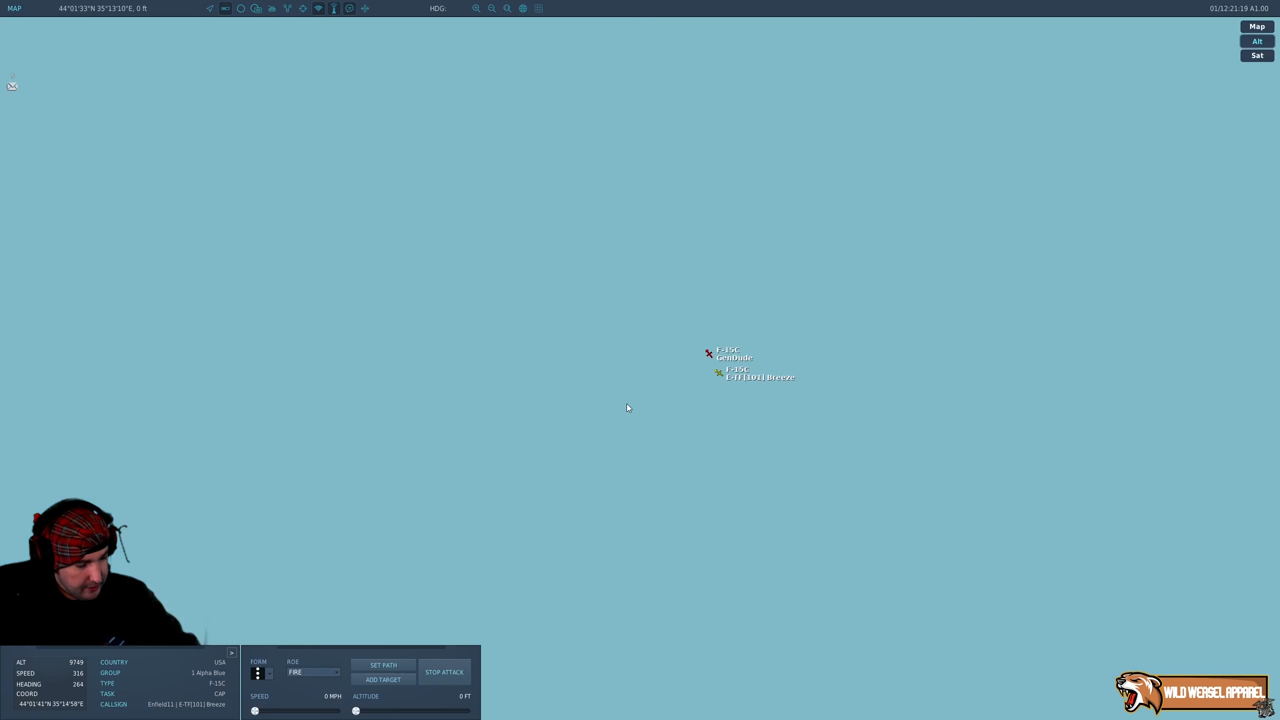 MAP
44°01'33"N 35°13'10"E, 0 ft
HDG:
01/12:21:19 A1.00
Map
Alt
Sat
F-15C
GenDude
F-15C
E-TF[101] Breeze
ALT 9749
SPEED 316
HEADING 264
COORD
44°01'41"N 35°14'58"E
COUNTRY USA
GROUP 1 Alpha Blue
TYPE F-15C
TASK CAP
CALLSIGN Enfield11 | E-TF[101] Breeze
>
FORM
ROE
FIRE
SET PATH
ADD TARGET
STOP ATTACK
SPEED 0 MPH
ALTITUDE 0 FT
WILD WEASEL APPAREL